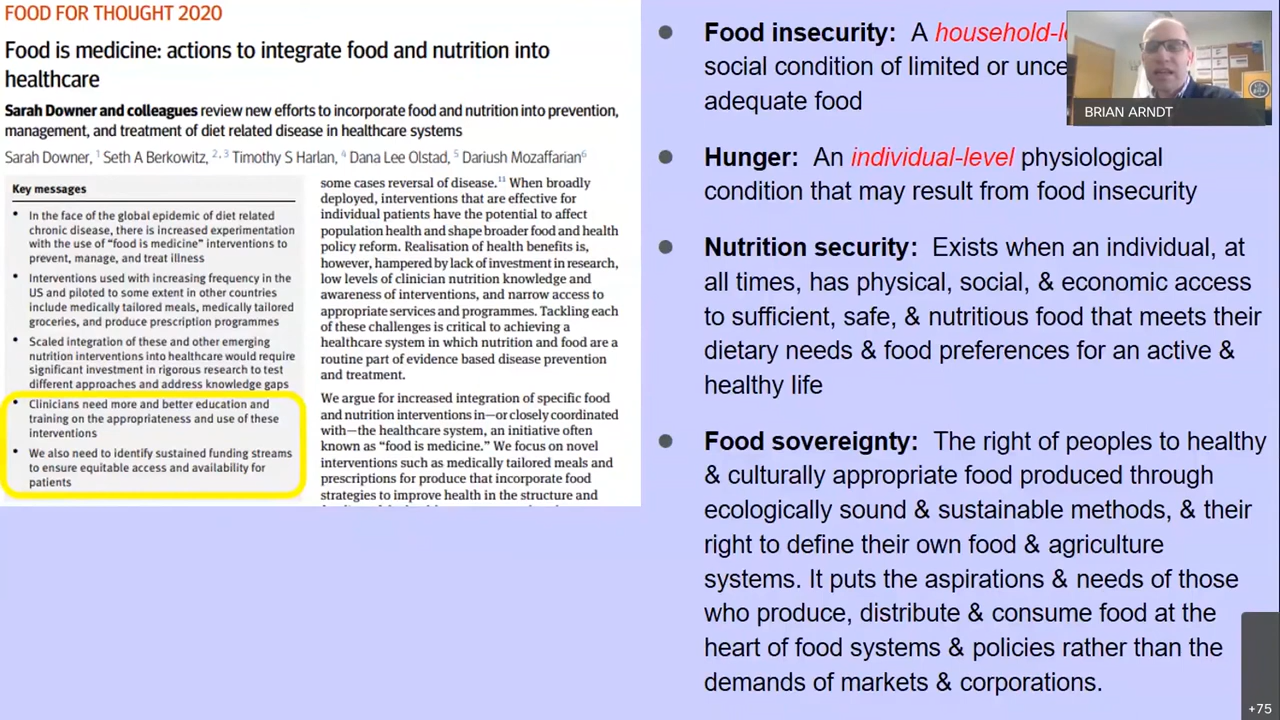 FOOD FOR THOUGHT 2020
Food is medicine: actions to integrate food and nutrition into
healthcare
Sarah Downer and colleagues review new efforts to incorporate food and nutrition into prevention,
management, and treatment of diet related disease in healthcare systems
Sarah Downer, 1 Seth A Berkowitz, 2,3 Timothy S Harlan, 4 Dana Lee Olstad, 5 Dariush Mozaffarian6
Key messages
• In the face of the global epidemic of diet related
chronic disease, there is increased experimentation
with the use of “food is medicine” interventions to
prevent, manage, and treat illness
• Interventions used with increasing frequency in the
US and piloted to some extent in other countries
include medically tailored meals, medically tailored
groceries, and produce prescription programmes
• Scaled integration of these and other emerging
nutrition interventions into healthcare would require
significant investment in rigorous research to test
different approaches and address knowledge gaps
• Clinicians need more and better education and
training on the appropriateness and use of these
interventions
• We also need to identify sustained funding streams
to ensure equitable access and availability for
patients
some cases reversal of disease.11 When broadly
deployed, interventions that are effective for
individual patients have the potential to affect
population health and shape broader food and health
policy reform. Realisation of health benefits is,
however, hampered by lack of investment in research,
low levels of clinician nutrition knowledge and
awareness of interventions, and narrow access to
appropriate services and programmes. Tackling each
of these challenges is critical to achieving a
healthcare system in which nutrition and food are a
routine part of evidence based disease prevention
and treatment.
We argue for increased integration of specific food
and nutrition interventions in—or closely coordinated
with—the healthcare system, an initiative often
known as “food is medicine.” We focus on novel
interventions such as medically tailored meals and
prescriptions for produce that incorporate food
strategies to improve health in the structure and
• Food insecurity: A household-l
social condition of limited or unce
adequate food
• Hunger: An individual-level physiological
condition that may result from food insecurity
• Nutrition security: Exists when an individual, at
all times, has physical, social, & economic access
to sufficient, safe, & nutritious food that meets their
dietary needs & food preferences for an active &
healthy life
• Food sovereignty: The right of peoples to healthy
& culturally appropriate food produced through
ecologically sound & sustainable methods, & their
right to define their own food & agriculture
systems. It puts the aspirations & needs of those
who produce, distribute & consume food at the
heart of food systems & policies rather than the
demands of markets & corporations.
BRIAN ARNDT
+75